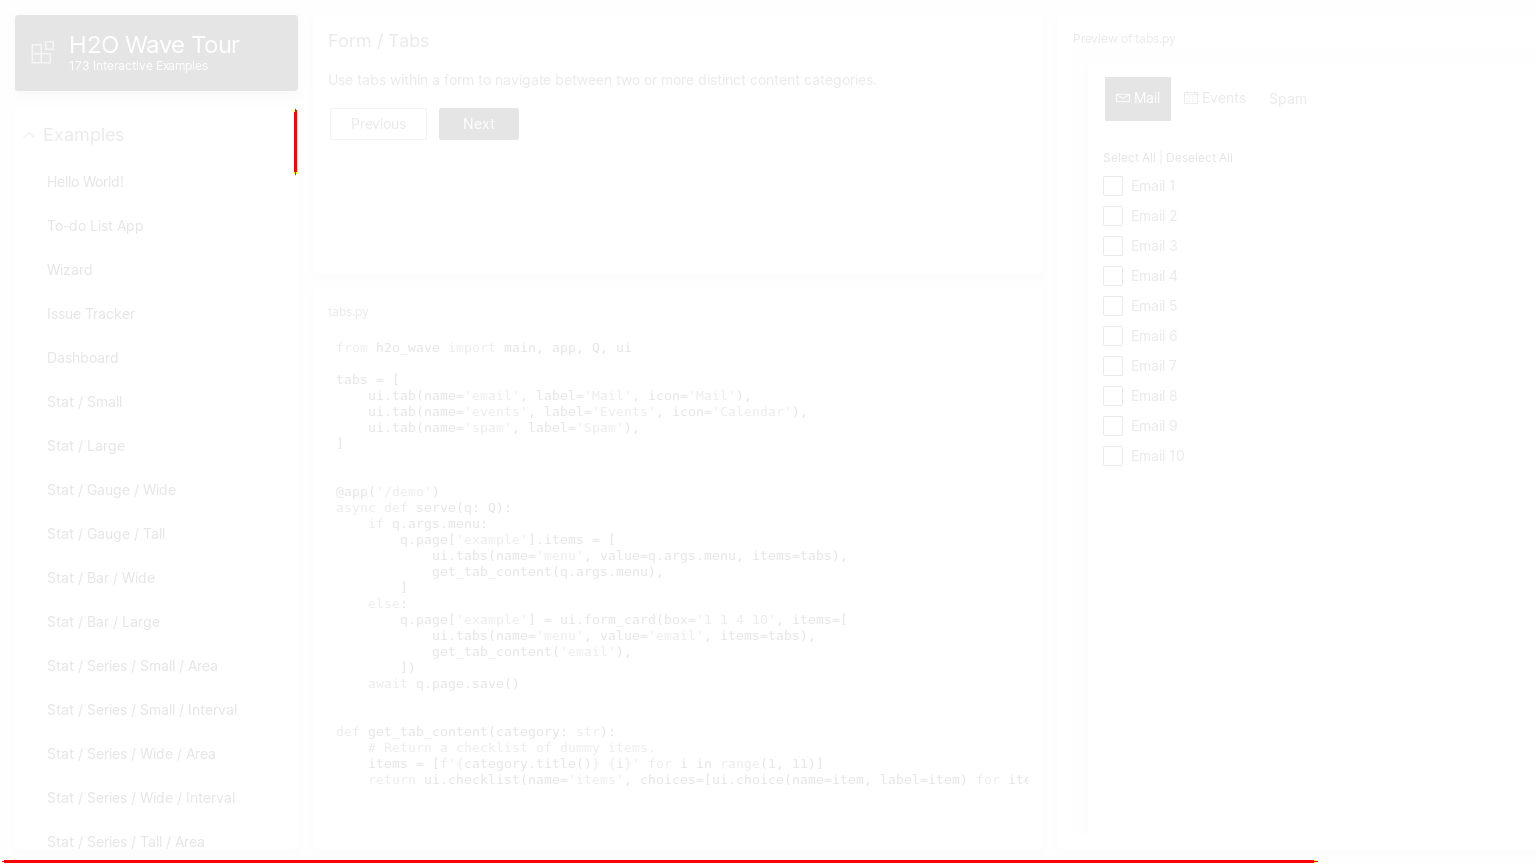 H2O Wave Tour
173 Interactive Examples
Examples
Hello World!
To-do List App
Wizard
Issue Tracker
Dashboard
Stat / Small
Stat / Large
Stat / Gauge / Wide
Stat / Gauge / Tall
Stat / Bar / Wide
Stat / Bar / Large
Stat / Series / Small / Area
Stat / Series / Small / Interval
Stat / Series / Wide / Area
Stat / Series / Wide / Interval
Stat / Series / Tall / Area
Form / Tabs
Use tabs within a form to navigate between two or more distinct content categories.
Previous Next
tabs.py
from h2o_wave import main, app, Q, ui
tabs = [
    ui.tab(name='email', label='Mail', icon='Mail'),
    ui.tab(name='events', label='Events', icon='Calendar'),
    ui.tab(name='spam', label='Spam'),
]
@app('/demo')
async def serve(q: Q):
    if q.args.menu:
        q.page['example'].items = [
            ui.tabs(name='menu', value=q.args.menu, items=tabs),
            get_tab_content(q.args.menu),
        ]
    else:
        q.page['example'] = ui.form_card(box='1 1 4 10', items=[
            ui.tabs(name='menu', value='email', items=tabs),
            get_tab_content('email'),
        ])
    await q.page.save()
def get_tab_content(category: str):
    # Return a checklist of dummy items.
    items = [f'{category.title()} {i}' for i in range(1, 11)]
    return ui.checklist(name='items', choices=[ui.choice(name=item, label=item) for ite
Preview of tabs.py
Mail Events Spam
Select All | Deselect All
Email 1
Email 2
Email 3
Email 4
Email 5
Email 6
Email 7
Email 8
Email 9
Email 10